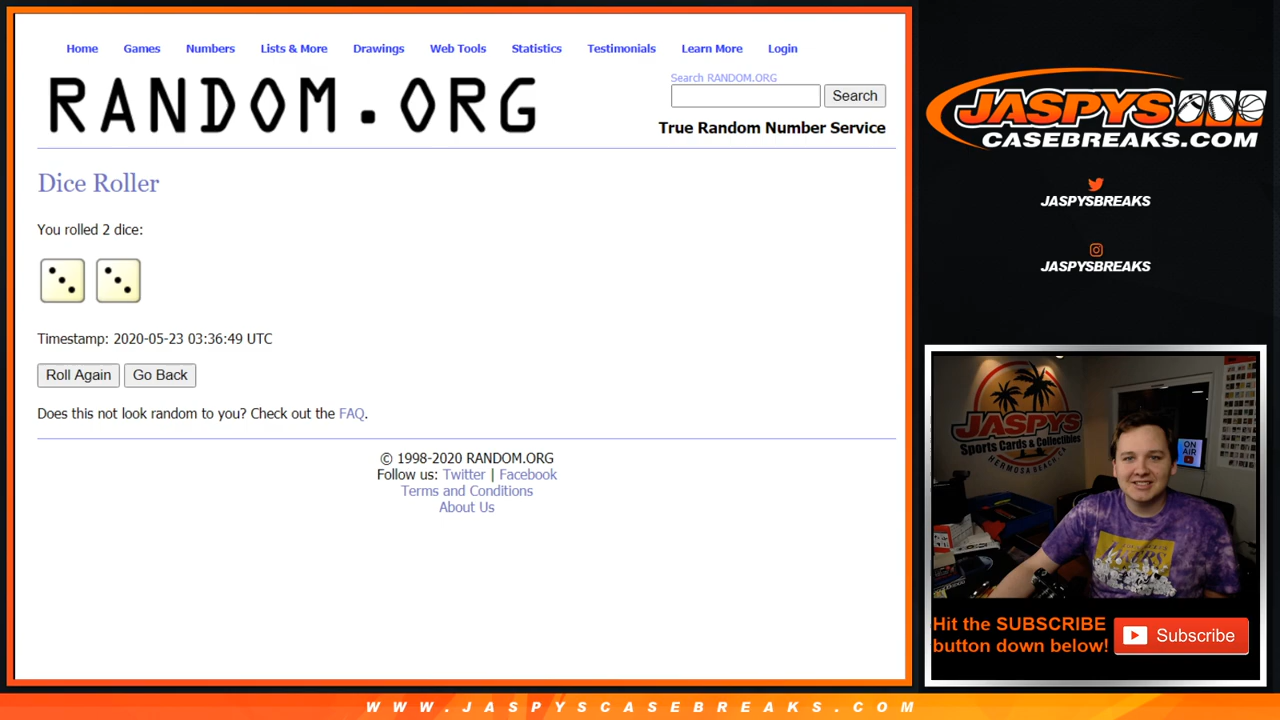 Home Games Numbers Lists & More Drawings Web Tools Statistics Testimonials Learn More Login
RANDOM.ORG
Search RANDOM.ORG
Search
True Random Number Service
Dice Roller
You rolled 2 dice:
Timestamp: 2020-05-23 03:36:49 UTC
Roll Again Go Back
Does this not look random to you? Check out the FAQ.
© 1998-2020 RANDOM.ORG
Follow us: Twitter | Facebook
Terms and Conditions
About Us
JASPYS
CASEBREAKS.COM
JASPYSBREAKS
JASPYSBREAKS
JASPYS
Sports Cards & Collectibles
HERMOSA BEACH, CA
ON
AIR
Hit the SUBSCRIBE
button down below!
Subscribe
WWW.JASPYSCASEBREAKS.COM